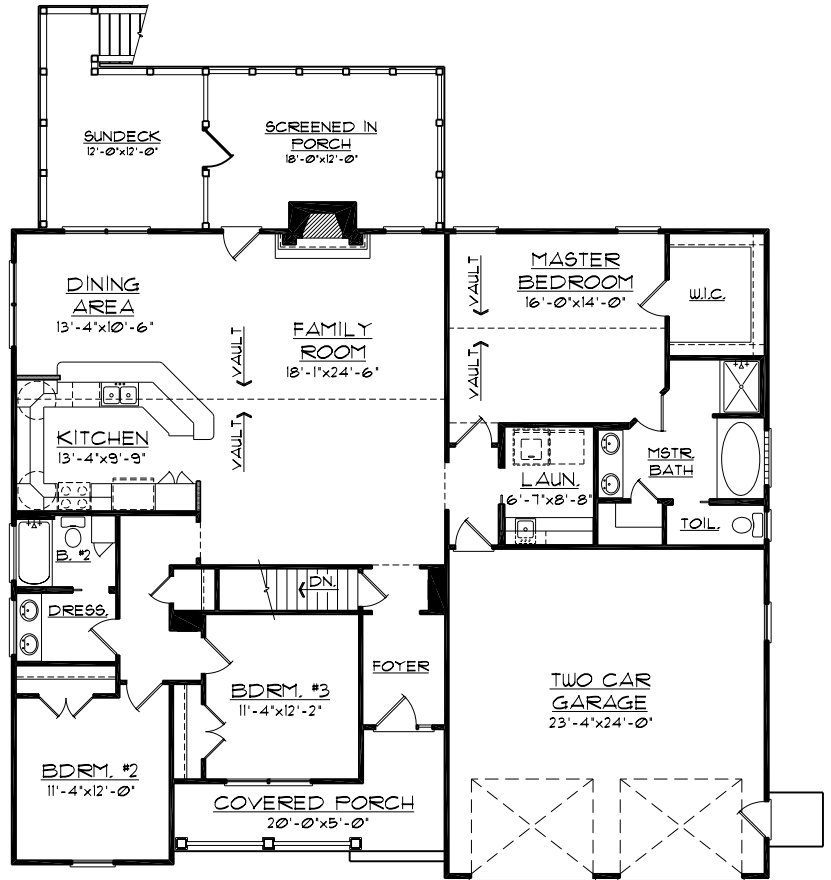 SUNDECK
12'-0"x12'-0"
SCREENED IN
PORCH
18'-0"x12'-0"
DINING
AREA
13'-4"x10'-6"
VAULT
VAULT
FAMILY
ROOM
18'-1"x24'-6"
VAULT
VAULT
MASTER
BEDROOM
16'-0"x14'-0"
W.I.C.
KITCHEN
13'-4"x9'-9"
LAUN.
6'-7"x8'-8"
MSTR.
BATH
TOIL.
B. #2
DRESS.
DN.
FOYER
BDRM. #3
11'-4"x12'-2"
TWO CAR
GARAGE
23'-4"x24'-0"
BDRM. #2
11'-4"x12'-0"
COVERED PORCH
20'-0"x5'-0"